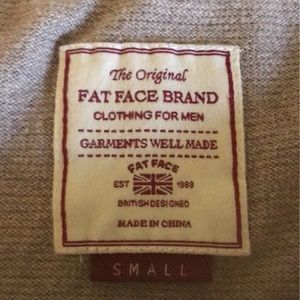 The Original
FAT FACE BRAND
CLOTHING FOR MEN
GARMENTS WELL MADE
FAT FACE
EST 1988
BRITISH DESIGNED
MADE IN CHINA
SMALL